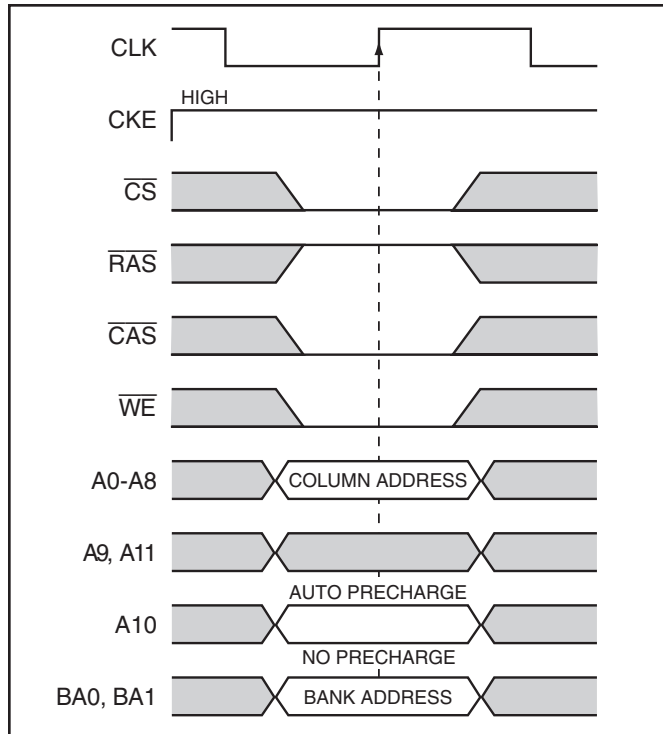 CLK
CKE HIGH
CS
RAS
CAS
WE
A0-A8 COLUMN ADDRESS
A9, A11
AUTO PRECHARGE
A10
NO PRECHARGE
BA0, BA1 BANK ADDRESS